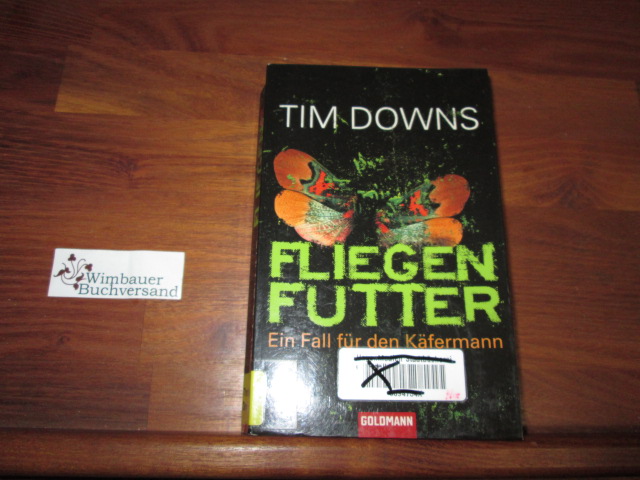 TIM DOWNS
FLIEGEN
FUTTER
Ein Fall für den Käfermann
GOLDMANN
Wimbauer
Buchversand